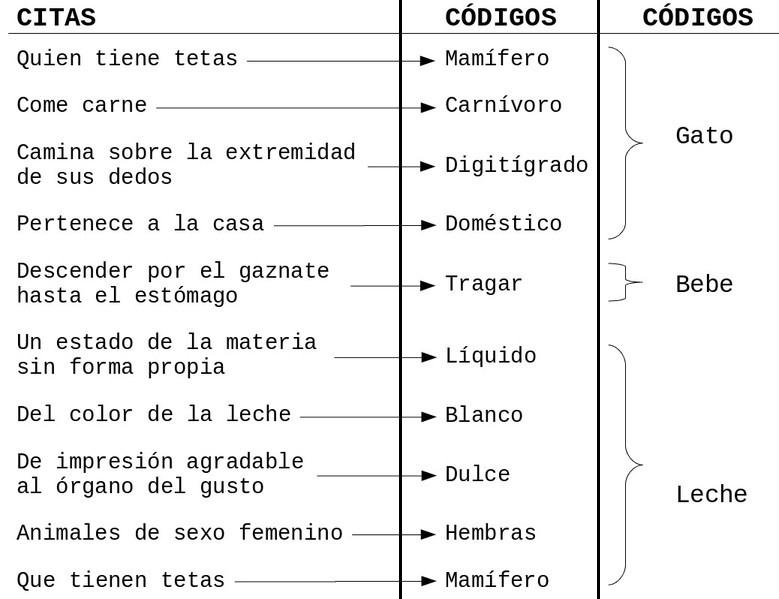 CITAS CÓDIGOS CÓDIGOS
Quien tiene tetas Mamífero
Come carne Carnívoro
Gato
Camina sobre la extremidad
de sus dedos
Digitígrado
Pertenece a la casa Doméstico
Descender por el gaznate
hasta el estómago
Tragar
Bebe
Un estado de la materia
sin forma propia
Líquido
Del color de la leche Blanco
De impresión agradable
al órgano del gusto
Dulce
Leche
Animales de sexo femenino Hembras
Que tienen tetas Mamífero